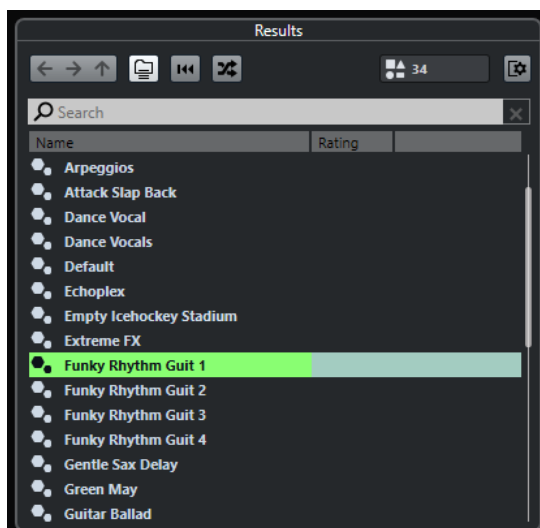 Results
34
Search
Name Rating
Arpeggios
Attack Slap Back
Dance Vocal
Dance Vocals
Default
Echoplex
Empty Icehockey Stadium
Extreme FX
Funky Rhythm Guit 1
Funky Rhythm Guit 2
Funky Rhythm Guit 3
Funky Rhythm Guit 4
Gentle Sax Delay
Green May
Guitar Ballad